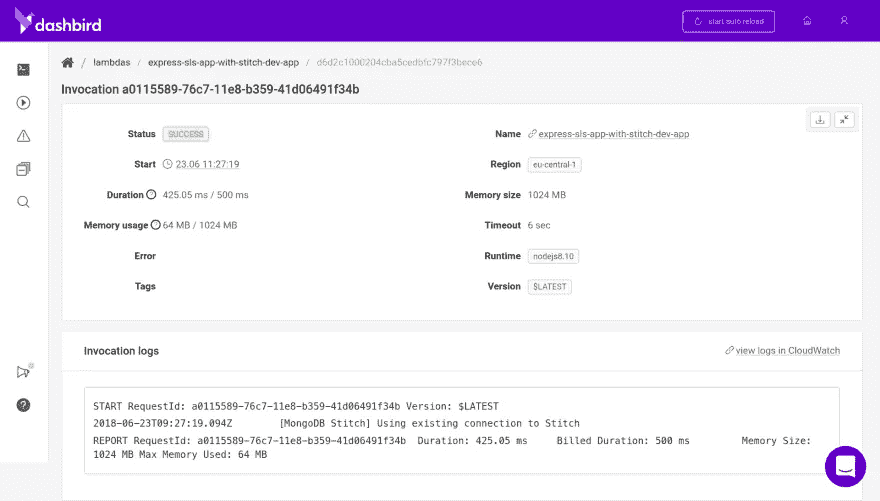 dashbird
start auto reload
lambdas / express-sls-app-with-stitch-dev-app / d6d2c1000204cba5cedbfc797f3bece6
Invocation a0115589-76c7-11e8-b359-41d06491f34b
Status SUCCESS
Name express-sls-app-with-stitch-dev-app
Start 23.06 11:27:19
Region eu-central-1
Duration ? 425.05 ms / 500 ms
Memory size 1024 MB
Memory usage ? 64 MB / 1024 MB
Timeout 6 sec
Error
Runtime nodejs8.10
Tags
Version $LATEST
Invocation logs
view logs in CloudWatch
START RequestId: a0115589-76c7-11e8-b359-41d06491f34b Version: $LATEST
2018-06-23T09:27:19.094Z [MongoDB Stitch] Using existing connection to Stitch
REPORT RequestId: a0115589-76c7-11e8-b359-41d06491f34b Duration: 425.05 ms Billed Duration: 500 ms Memory Size:
1024 MB Max Memory Used: 64 MB